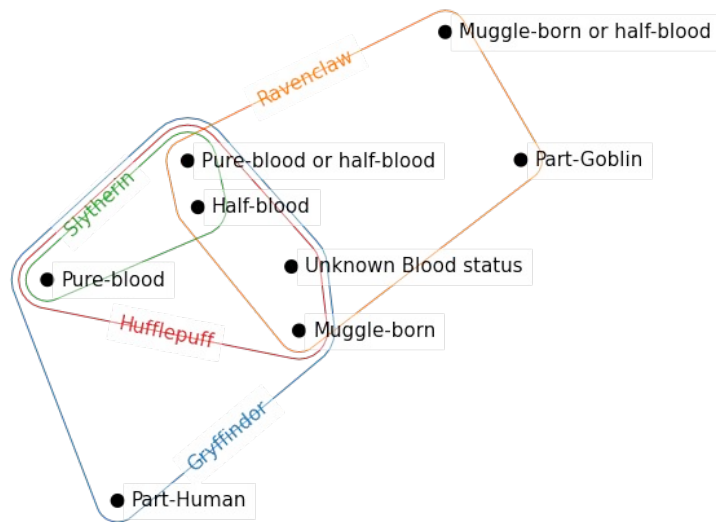 Muggle-born or half-blood
Ravenclaw
Pure-blood or half-blood
Part-Goblin
Slytherin
Half-blood
Unknown Blood status
Pure-blood
Hufflepuff
Muggle-born
Gryffindor
Part-Human